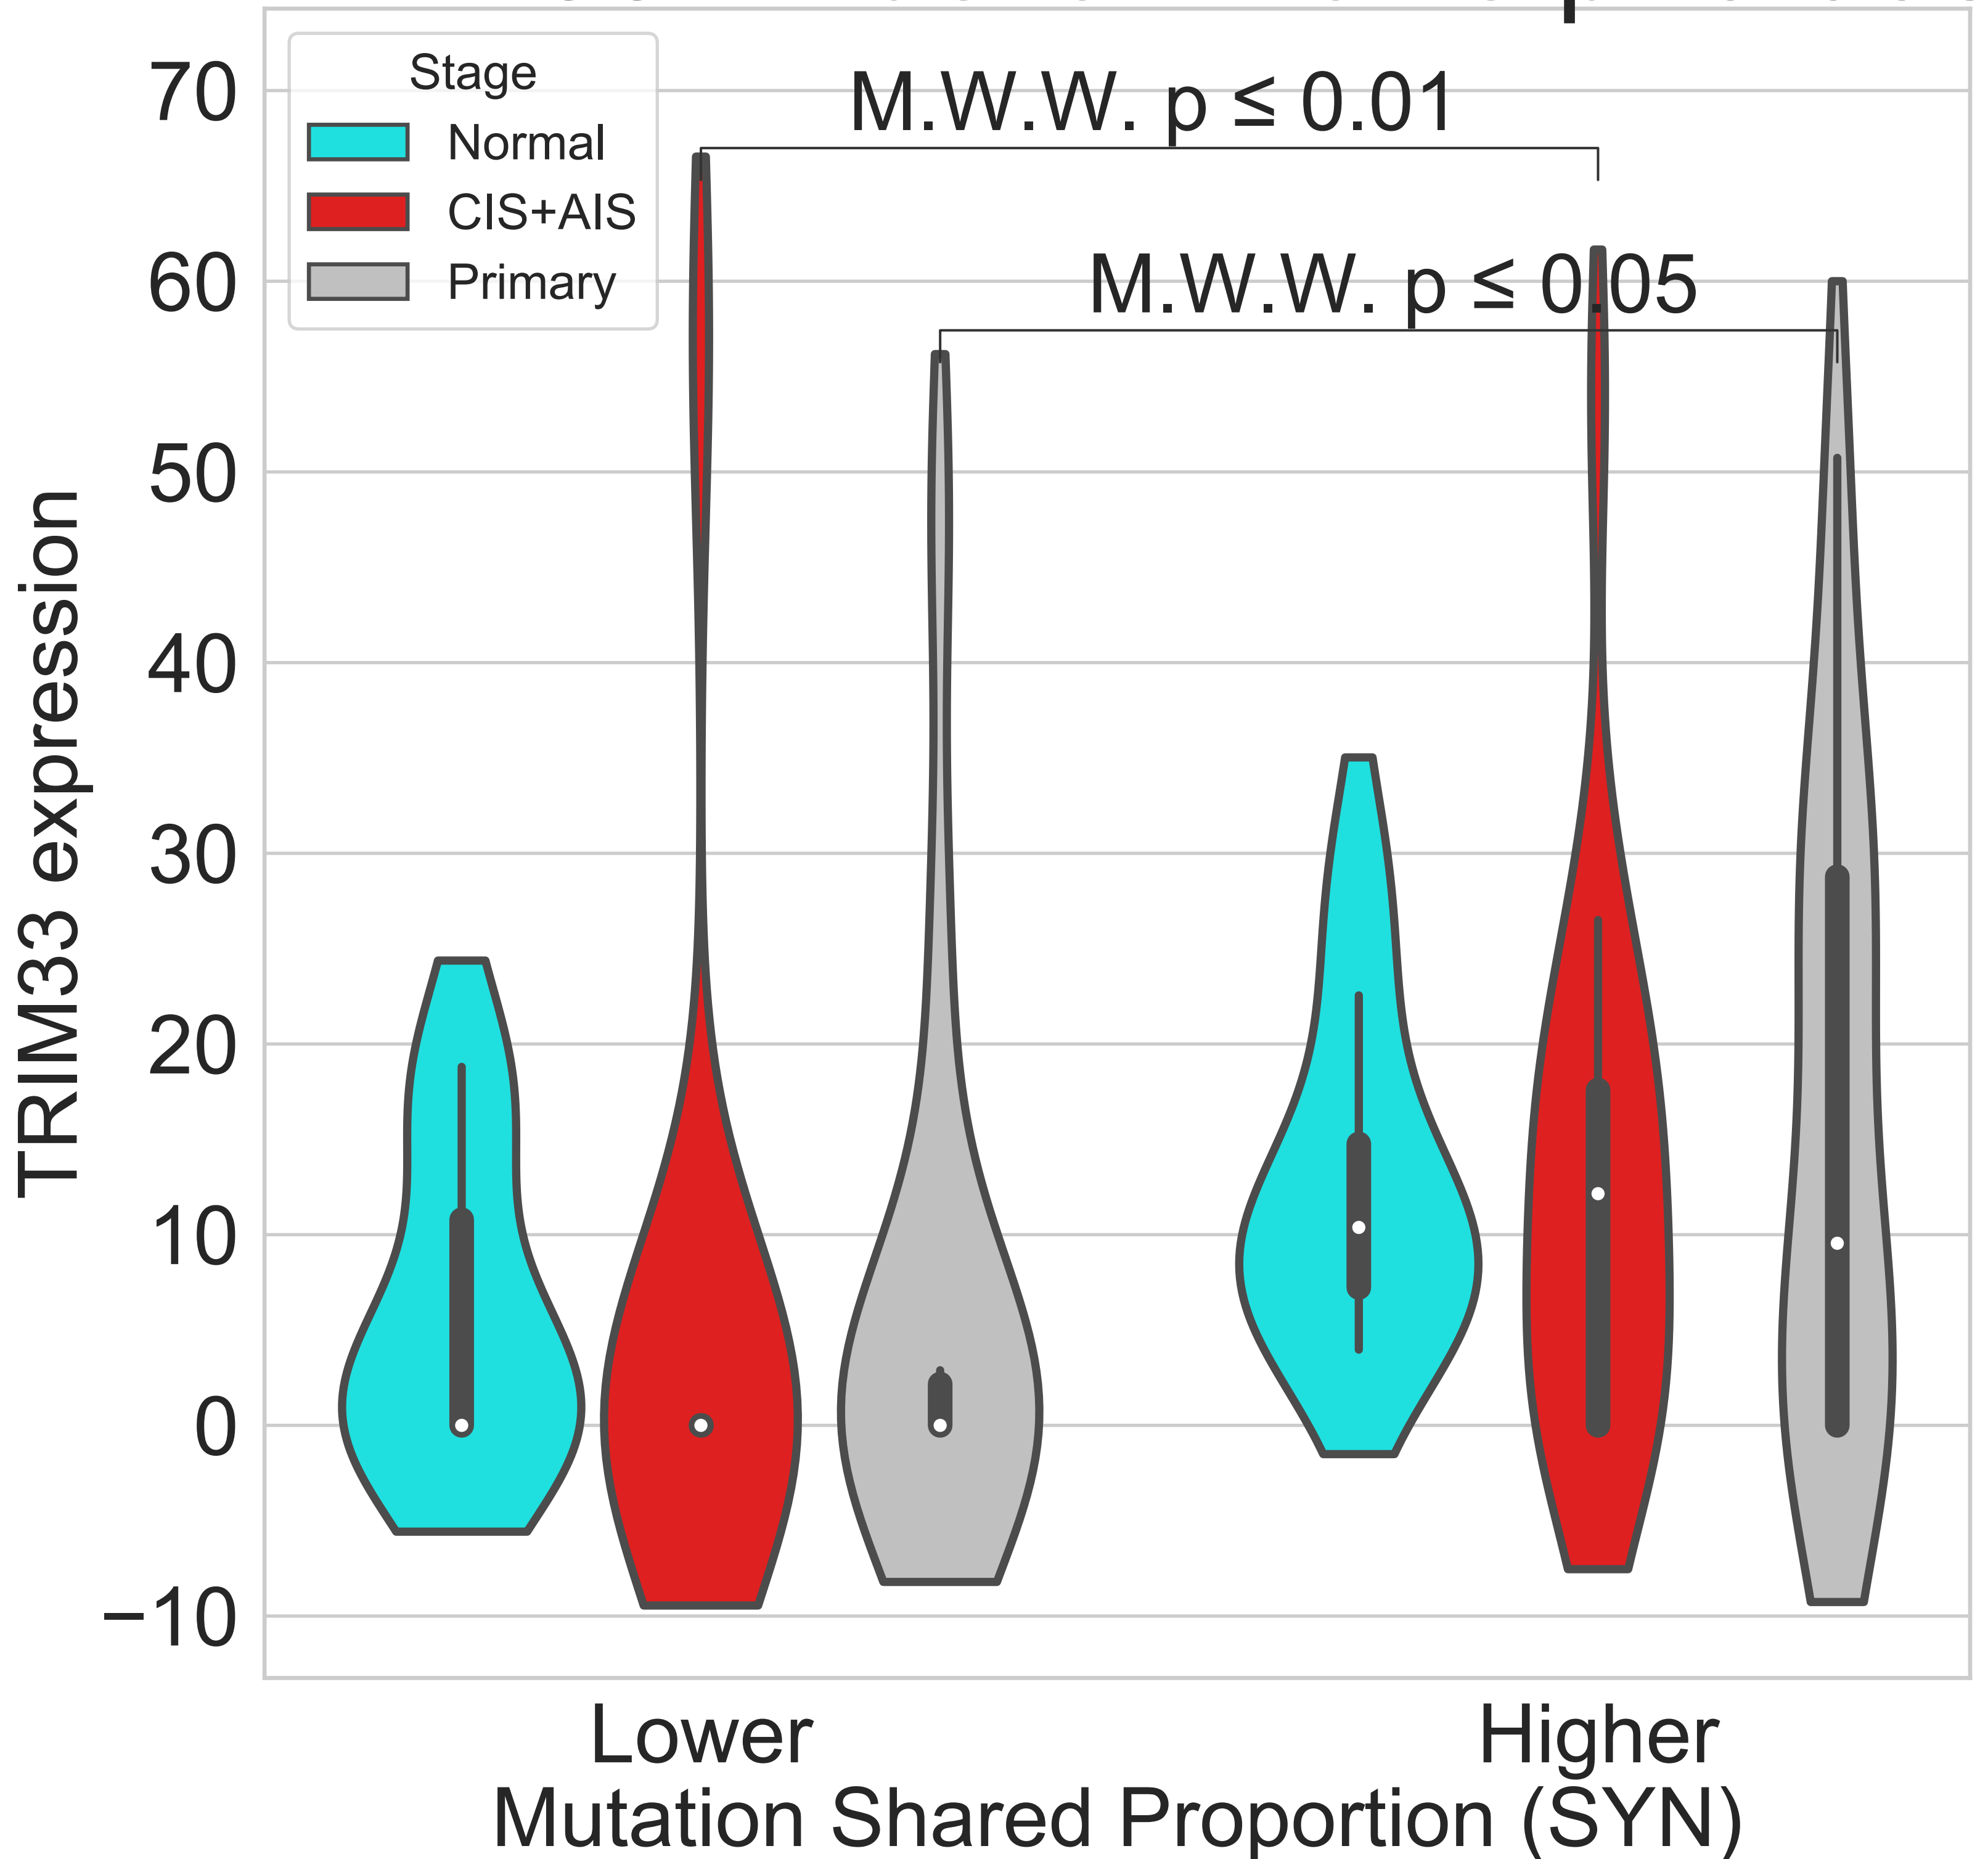 Stage
Normal
CIS+AIS
Primary
M.W.W. p ≤ 0.01
M.W.W. p ≤ 0.05
TRIM33 expression
70
60
50
40
30
20
10
0
−10
Lower
Higher
Mutation Shared Proportion (SYN)